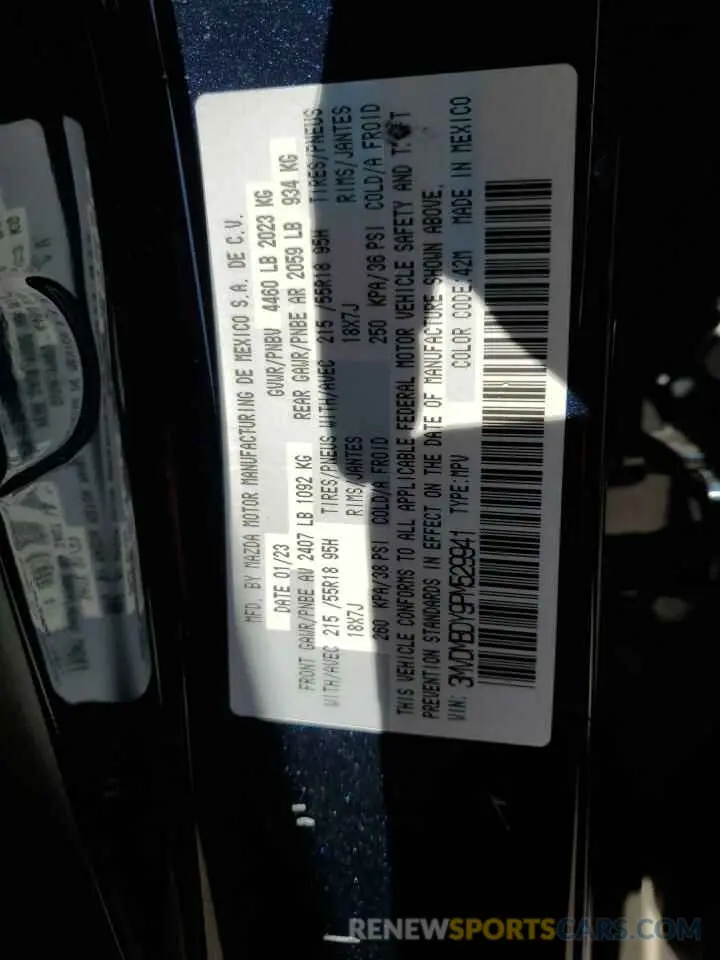 MFD. BY MAZDA MOTOR MANUFACTURING DE MEXICO S.A. DE C.V.
DATE 01/23 GVWR/PNBV 4460 LB 2023 KG
FRONT GAWR/PNBE AV 2407 LB 1092 KG REAR GAWR/PNBE AR 2059 LB 934 KG
WITH/AVEC 215 /55R18 95H TIRES/PNEUS WITH/AVEC 215 /55R18 95H TIRES/PNEUS
18X7J RIMS/JANTES 18X7J RIMS/JANTES
260 KPA/38 PSI COLD/A FROID 250 KPA/36 PSI COLD/A FROID
THIS VEHICLE CONFORMS TO ALL APPLICABLE FEDERAL MOTOR VEHICLE SAFETY AND
PREVENTION STANDARDS IN EFFECT ON THE DATE OF MANUFACTURE SHOWN ABOVE.
VIN: 3MVDMBDY9PM529941 TYPE:MPV COLOR CODE:42M MADE IN MEXICO
RENEWSPORTSCARS.COM